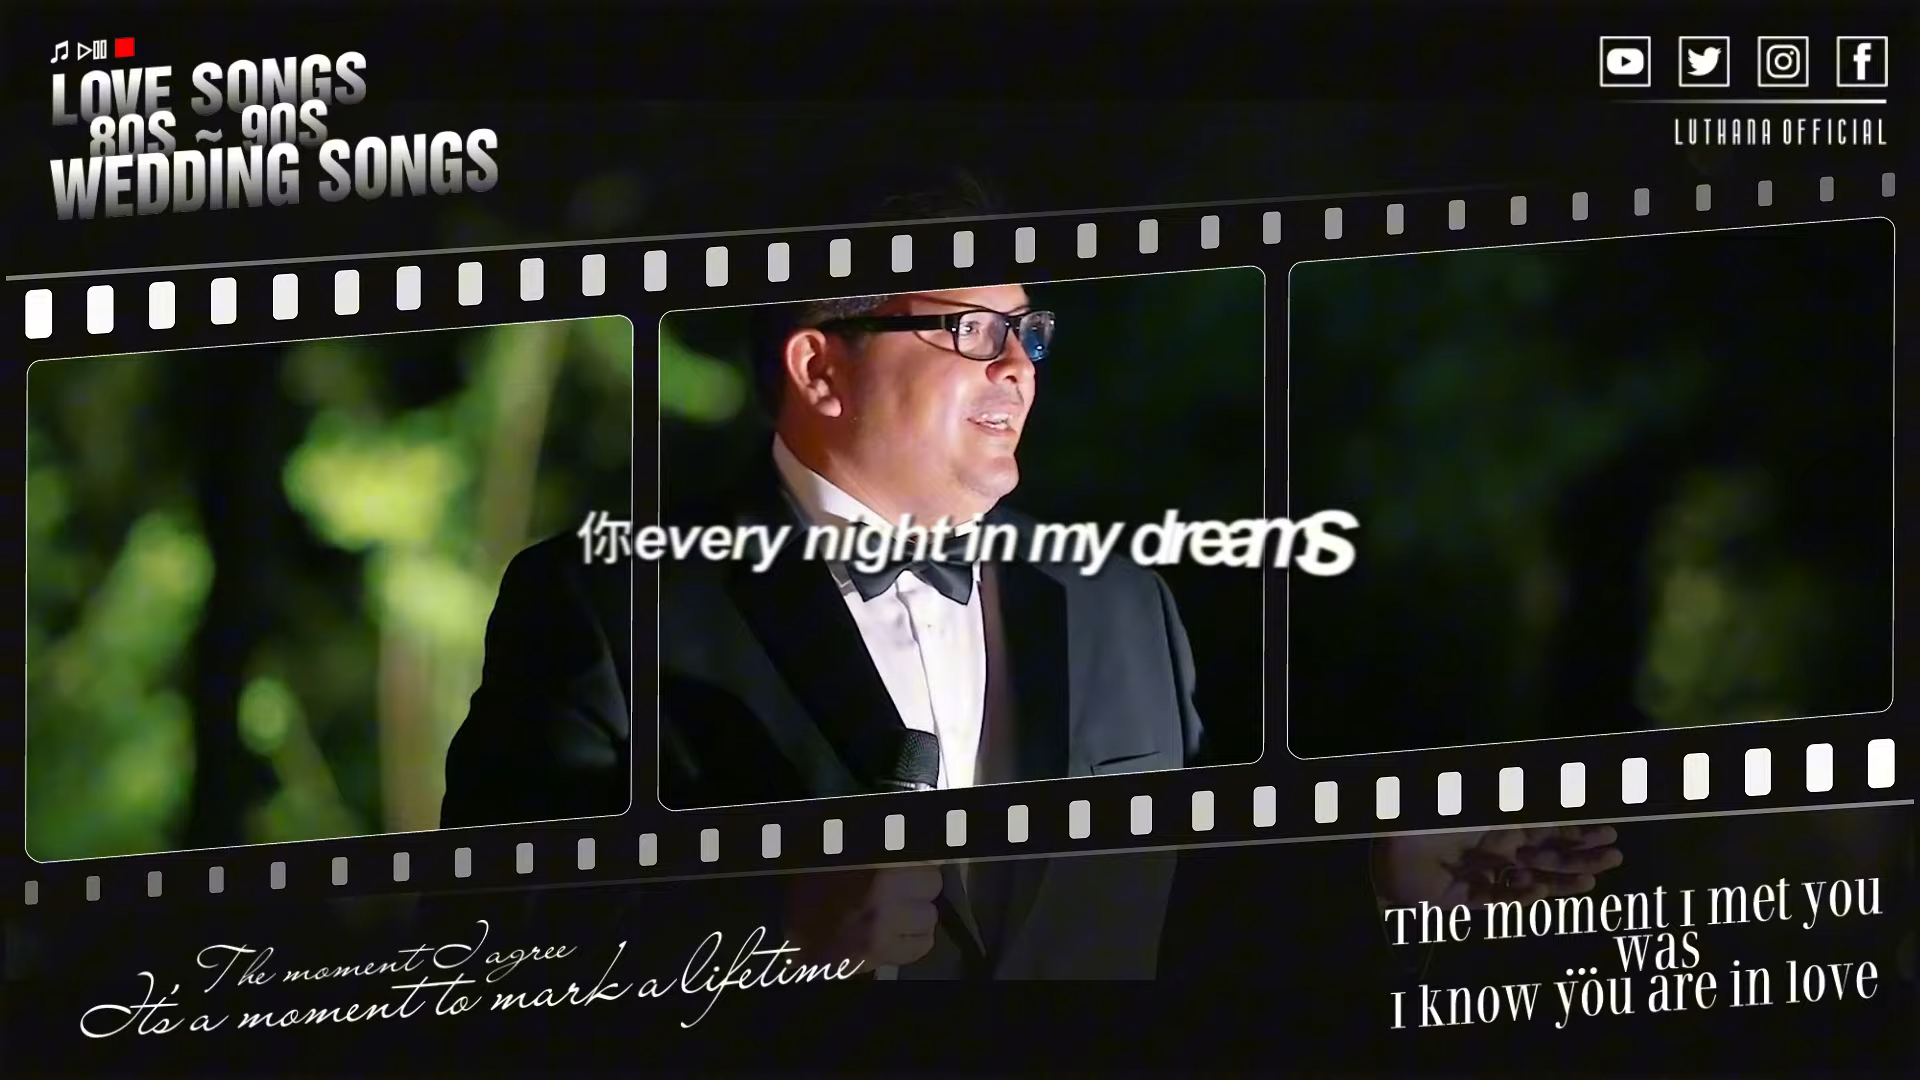 LOVE SONGS
80S ~ 90S
WEDDING SONGS
LUTHANA OFFICIAL
你every night in my dreams
The moment I agree
It's a moment to mark a lifetime
The moment I met you
was
I know yöu are in love